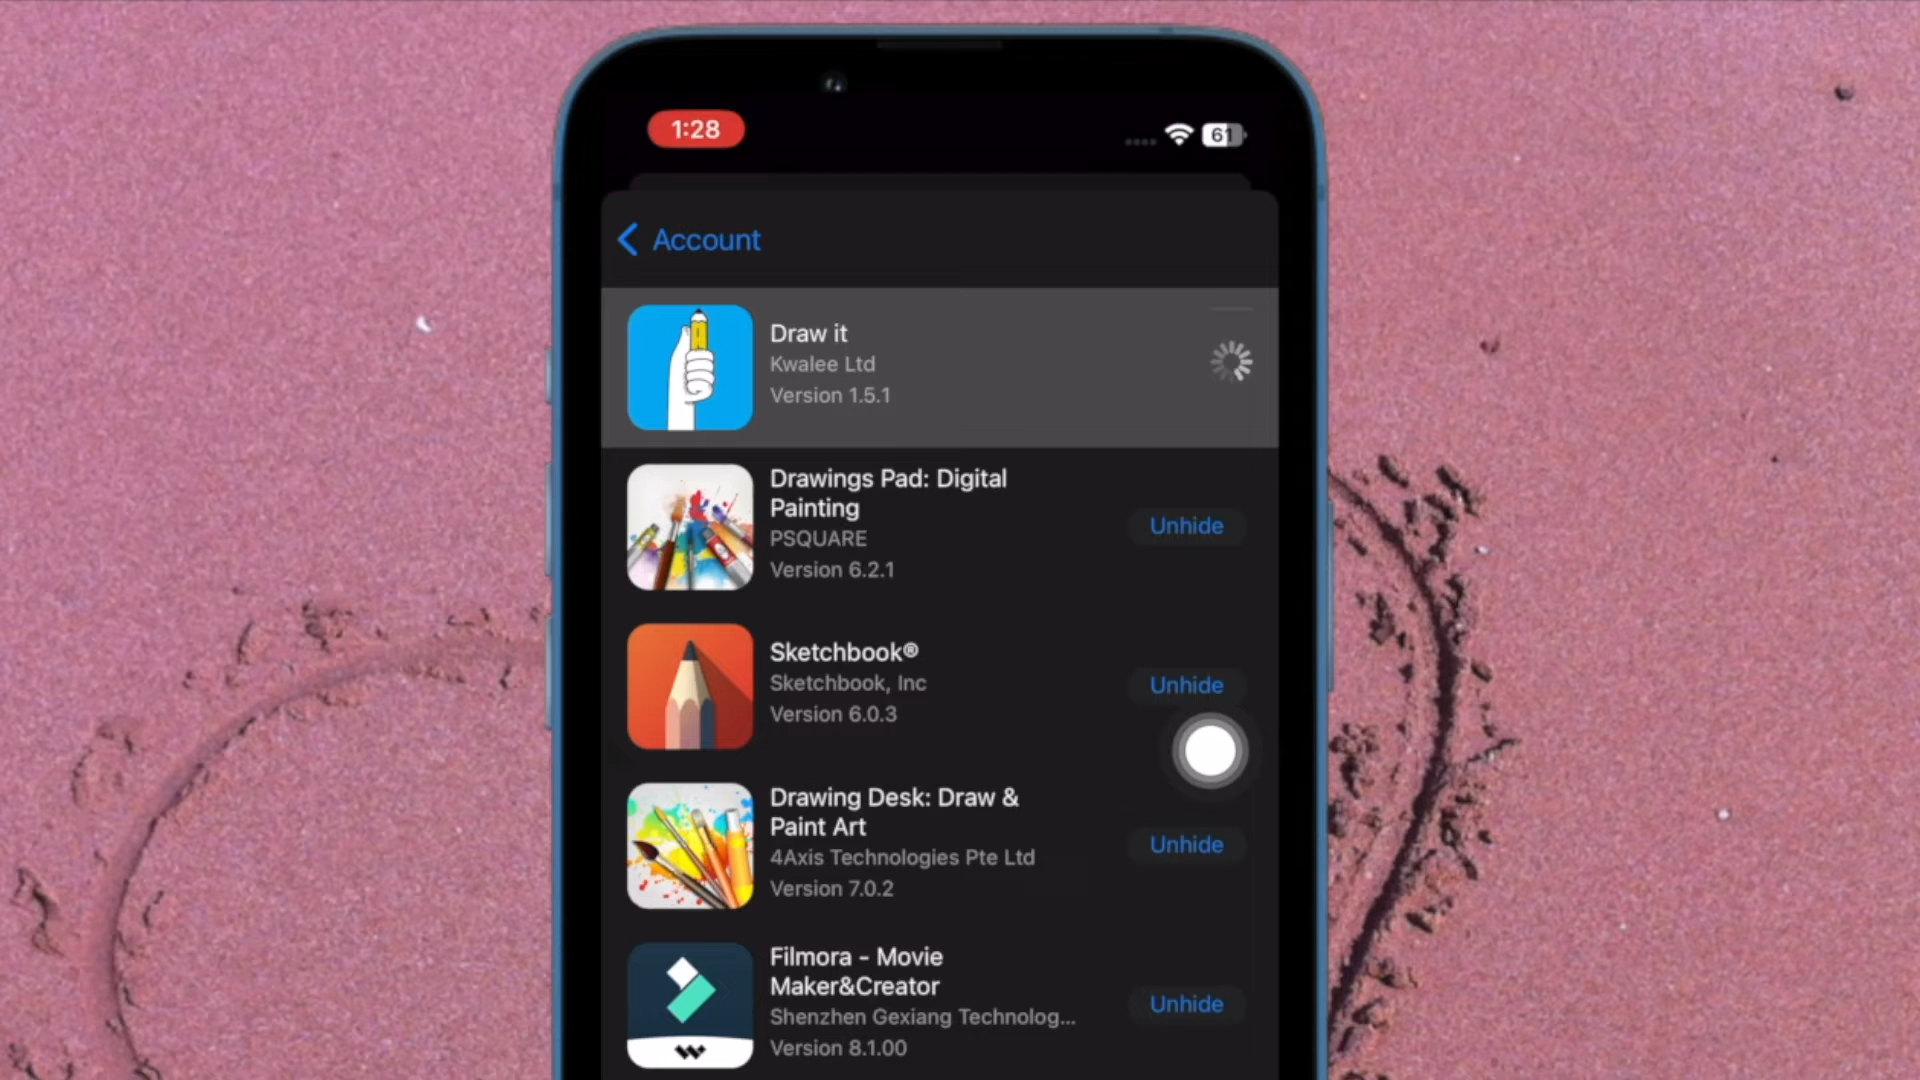 1:28
61
Account
Draw it
Kwalee Ltd
Version 1.5.1
Drawings Pad: Digital
Painting
PSQUARE
Version 6.2.1
Unhide
Sketchbook®
Sketchbook, Inc
Version 6.0.3
Unhide
Drawing Desk: Draw &
Paint Art
4Axis Technologies Pte Ltd
Version 7.0.2
Unhide
Filmora - Movie
Maker&Creator
Shenzhen Gexiang Technolog...
Version 8.1.00
Unhide